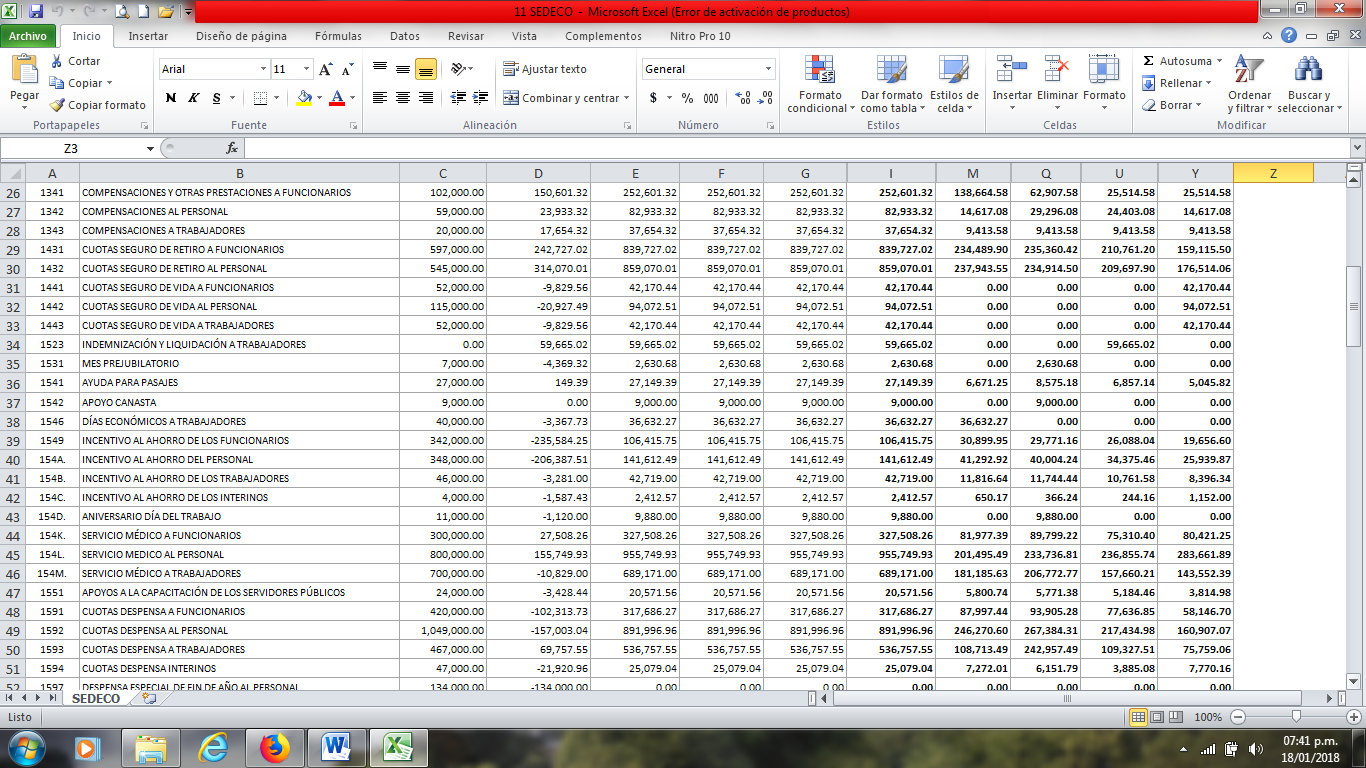 11 SEDECO - Microsoft Excel (Error de activación de productos)
Archivo Inicio Insertar Diseño de página Fórmulas Datos Revisar Vista Complementos Nitro Pro 10
Pegar Cortar Copiar Copiar formato Portapapeles
Arial 11 N K S Fuente
Ajustar texto Combinar y centrar Alineación
General $ % 000 Número
Formato condicional Dar formato como tabla Estilos de celda Estilos
Insertar Eliminar Formato Celdas
Σ Autosuma Rellenar Borrar Ordenar y filtrar Buscar y seleccionar Modificar
Z3 fx
A B C D E F G I M Q U Y Z
26 1341 COMPENSACIONES Y OTRAS PRESTACIONES A FUNCIONARIOS 102,000.00 150,601.32 252,601.32 252,601.32 252,601.32 252,601.32 138,664.58 62,907.58 25,514.58 25,514.58
27 1342 COMPENSACIONES AL PERSONAL 59,000.00 23,933.32 82,933.32 82,933.32 82,933.32 82,933.32 14,617.08 29,296.08 24,403.08 14,617.08
28 1343 COMPENSACIONES A TRABAJADORES 20,000.00 17,654.32 37,654.32 37,654.32 37,654.32 37,654.32 9,413.58 9,413.58 9,413.58 9,413.58
29 1431 CUOTAS SEGURO DE RETIRO A FUNCIONARIOS 597,000.00 242,727.02 839,727.02 839,727.02 839,727.02 839,727.02 234,489.90 235,360.42 210,761.20 159,115.50
30 1432 CUOTAS SEGURO DE RETIRO AL PERSONAL 545,000.00 314,070.01 859,070.01 859,070.01 859,070.01 859,070.01 237,943.55 234,914.50 209,697.90 176,514.06
31 1441 CUOTAS SEGURO DE VIDA A FUNCIONARIOS 52,000.00 -9,829.56 42,170.44 42,170.44 42,170.44 42,170.44 0.00 0.00 0.00 42,170.44
32 1442 CUOTAS SEGURO DE VIDA AL PERSONAL 115,000.00 -20,927.49 94,072.51 94,072.51 94,072.51 94,072.51 0.00 0.00 0.00 94,072.51
33 1443 CUOTAS SEGURO DE VIDA A TRABAJADORES 52,000.00 -9,829.56 42,170.44 42,170.44 42,170.44 42,170.44 0.00 0.00 0.00 42,170.44
34 1523 INDEMNIZACIÓN Y LIQUIDACIÓN A TRABAJADORES 0.00 59,665.02 59,665.02 59,665.02 59,665.02 59,665.02 0.00 0.00 59,665.02 0.00
35 1531 MES PREJUBILATORIO 7,000.00 -4,369.32 2,630.68 2,630.68 2,630.68 2,630.68 0.00 2,630.68 0.00 0.00
36 1541 AYUDA PARA PASAJES 27,000.00 149.39 27,149.39 27,149.39 27,149.39 27,149.39 6,671.25 8,575.18 6,857.14 5,045.82
37 1542 APOYO CANASTA 9,000.00 0.00 9,000.00 9,000.00 9,000.00 9,000.00 0.00 9,000.00 0.00 0.00
38 1546 DÍAS ECONÓMICOS A TRABAJADORES 40,000.00 -3,367.73 36,632.27 36,632.27 36,632.27 36,632.27 36,632.27 0.00 0.00 0.00
39 1549 INCENTIVO AL AHORRO DE LOS FUNCIONARIOS 342,000.00 -235,584.25 106,415.75 106,415.75 106,415.75 106,415.75 30,899.95 29,771.16 26,088.04 19,656.60
40 154A. INCENTIVO AL AHORRO DEL PERSONAL 348,000.00 -206,387.51 141,612.49 141,612.49 141,612.49 141,612.49 41,292.92 40,004.24 34,375.46 25,939.87
41 154B. INCENTIVO AL AHORRO DE LOS TRABAJADORES 46,000.00 -3,281.00 42,719.00 42,719.00 42,719.00 42,719.00 11,816.64 11,744.44 10,761.58 8,396.34
42 154C. INCENTIVO AL AHORRO DE LOS INTERINOS 4,000.00 -1,587.43 2,412.57 2,412.57 2,412.57 2,412.57 650.17 366.24 244.16 1,152.00
43 154D. ANIVERSARIO DÍA DEL TRABAJO 11,000.00 -1,120.00 9,880.00 9,880.00 9,880.00 9,880.00 0.00 9,880.00 0.00 0.00
44 154K. SERVICIO MÉDICO A FUNCIONARIOS 300,000.00 27,508.26 327,508.26 327,508.26 327,508.26 327,508.26 81,977.39 89,799.22 75,310.40 80,421.25
45 154L. SERVICIO MEDICO AL PERSONAL 800,000.00 155,749.93 955,749.93 955,749.93 955,749.93 955,749.93 201,495.49 233,736.81 236,855.74 283,661.89
46 154M. SERVICIO MÉDICO A TRABAJADORES 700,000.00 -10,829.00 689,171.00 689,171.00 689,171.00 689,171.00 181,185.63 206,772.77 157,660.21 143,552.39
47 1551 APOYOS A LA CAPACITACIÓN DE LOS SERVIDORES PÚBLICOS 24,000.00 -3,428.44 20,571.56 20,571.56 20,571.56 20,571.56 5,800.74 5,771.38 5,184.46 3,814.98
48 1591 CUOTAS DESPENSA A FUNCIONARIOS 420,000.00 -102,313.73 317,686.27 317,686.27 317,686.27 317,686.27 87,997.44 93,905.28 77,636.85 58,146.70
49 1592 CUOTAS DESPENSA AL PERSONAL 1,049,000.00 -157,003.04 891,996.96 891,996.96 891,996.96 891,996.96 246,270.60 267,384.31 217,434.98 160,907.07
50 1593 CUOTAS DESPENSA A TRABAJADORES 467,000.00 69,757.55 536,757.55 536,757.55 536,757.55 536,757.55 108,713.49 242,957.49 109,327.51 75,759.06
51 1594 CUOTAS DESPENSA INTERINOS 47,000.00 -21,920.96 25,079.04 25,079.04 25,079.04 25,079.04 7,272.01 6,151.79 3,885.08 7,770.16
52 1597 DESPENSA ESPECIAL DE FIN DE AÑO AL PERSONAL 134,000.00 -134,000.00 0.00 0.00 0.00 0.00 0.00 0.00 0.00 0.00
SEDECO
Listo 100%
07:41 p.m.
18/01/2018